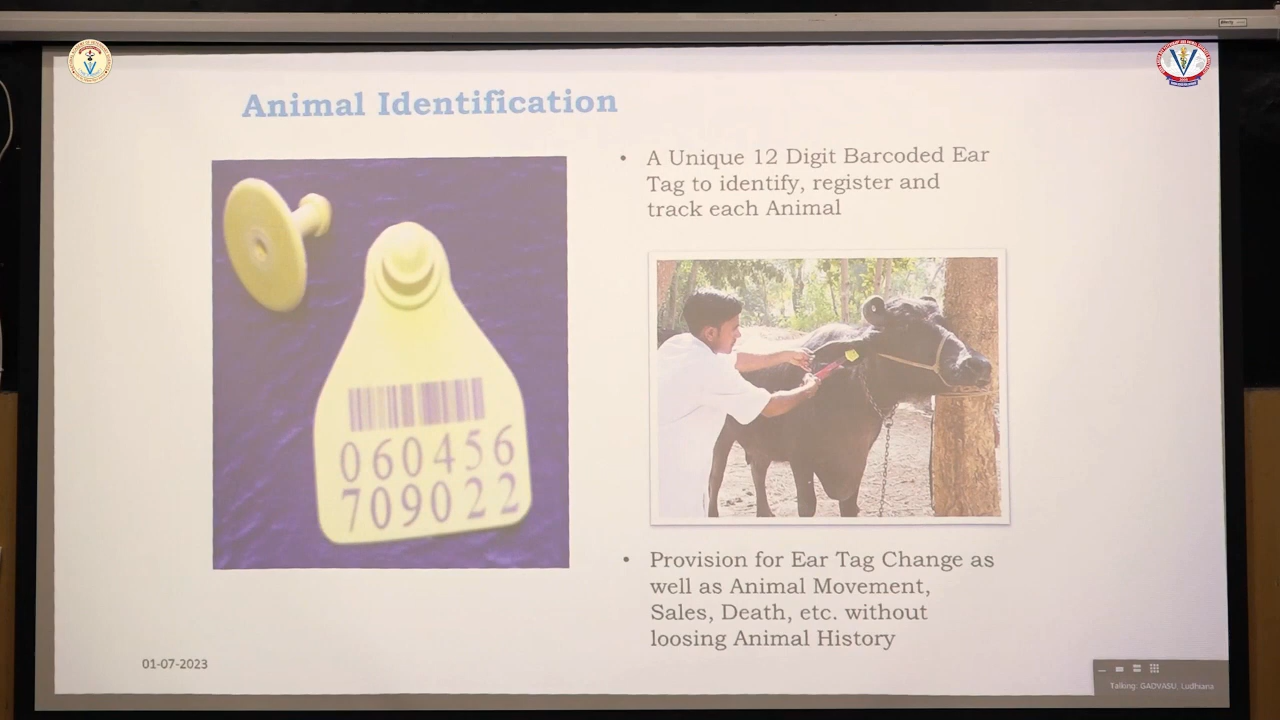 Animal Identification
• A Unique 12 Digit Barcoded Ear
Tag to identify, register and
track each Animal
060456
709022
• Provision for Ear Tag Change as
well as Animal Movement,
Sales, Death, etc. without
loosing Animal History
01-07-2023
Talking: GADVASU, Ludhiana